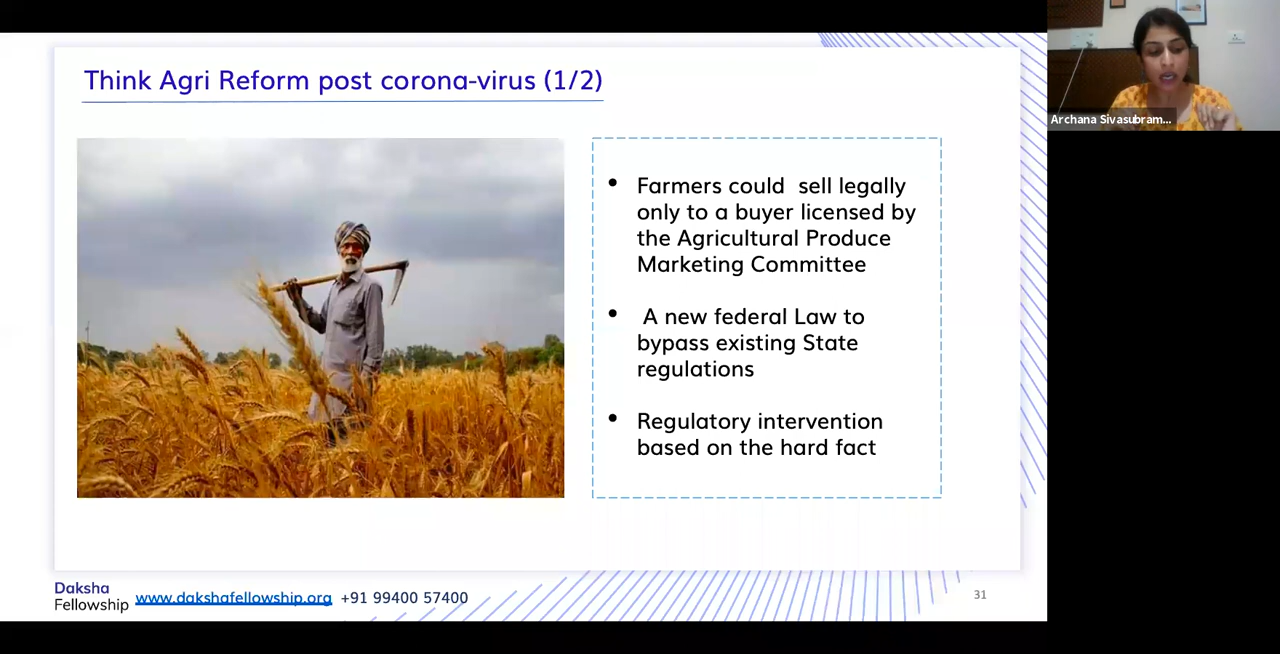 Think Agri Reform post corona-virus (1/2)
• Farmers could  sell legally
only to a buyer licensed by
the Agricultural Produce
Marketing Committee
•  A new federal Law to
bypass existing State
regulations
• Regulatory intervention
based on the hard fact
Daksha
Fellowship
www.dakshafellowship.org +91 99400 57400
31
Archana Sivasubram...